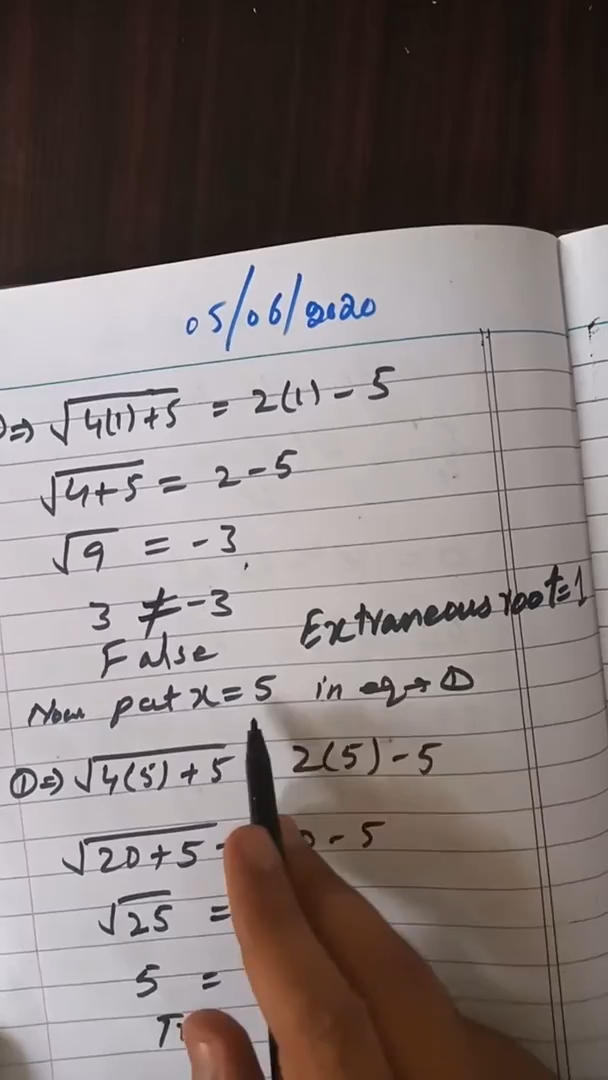 05/06/2020
⇒ √4(1)+5 = 2(1) - 5
√4+5 = 2-5
√9 = -3
3 ≠ -3
Extraneous root=1
False
Now put x = 5 in eq → ①
①⇒ √4(5)+5 2(5)-5
√20+5 - 5
√25 =
5 =